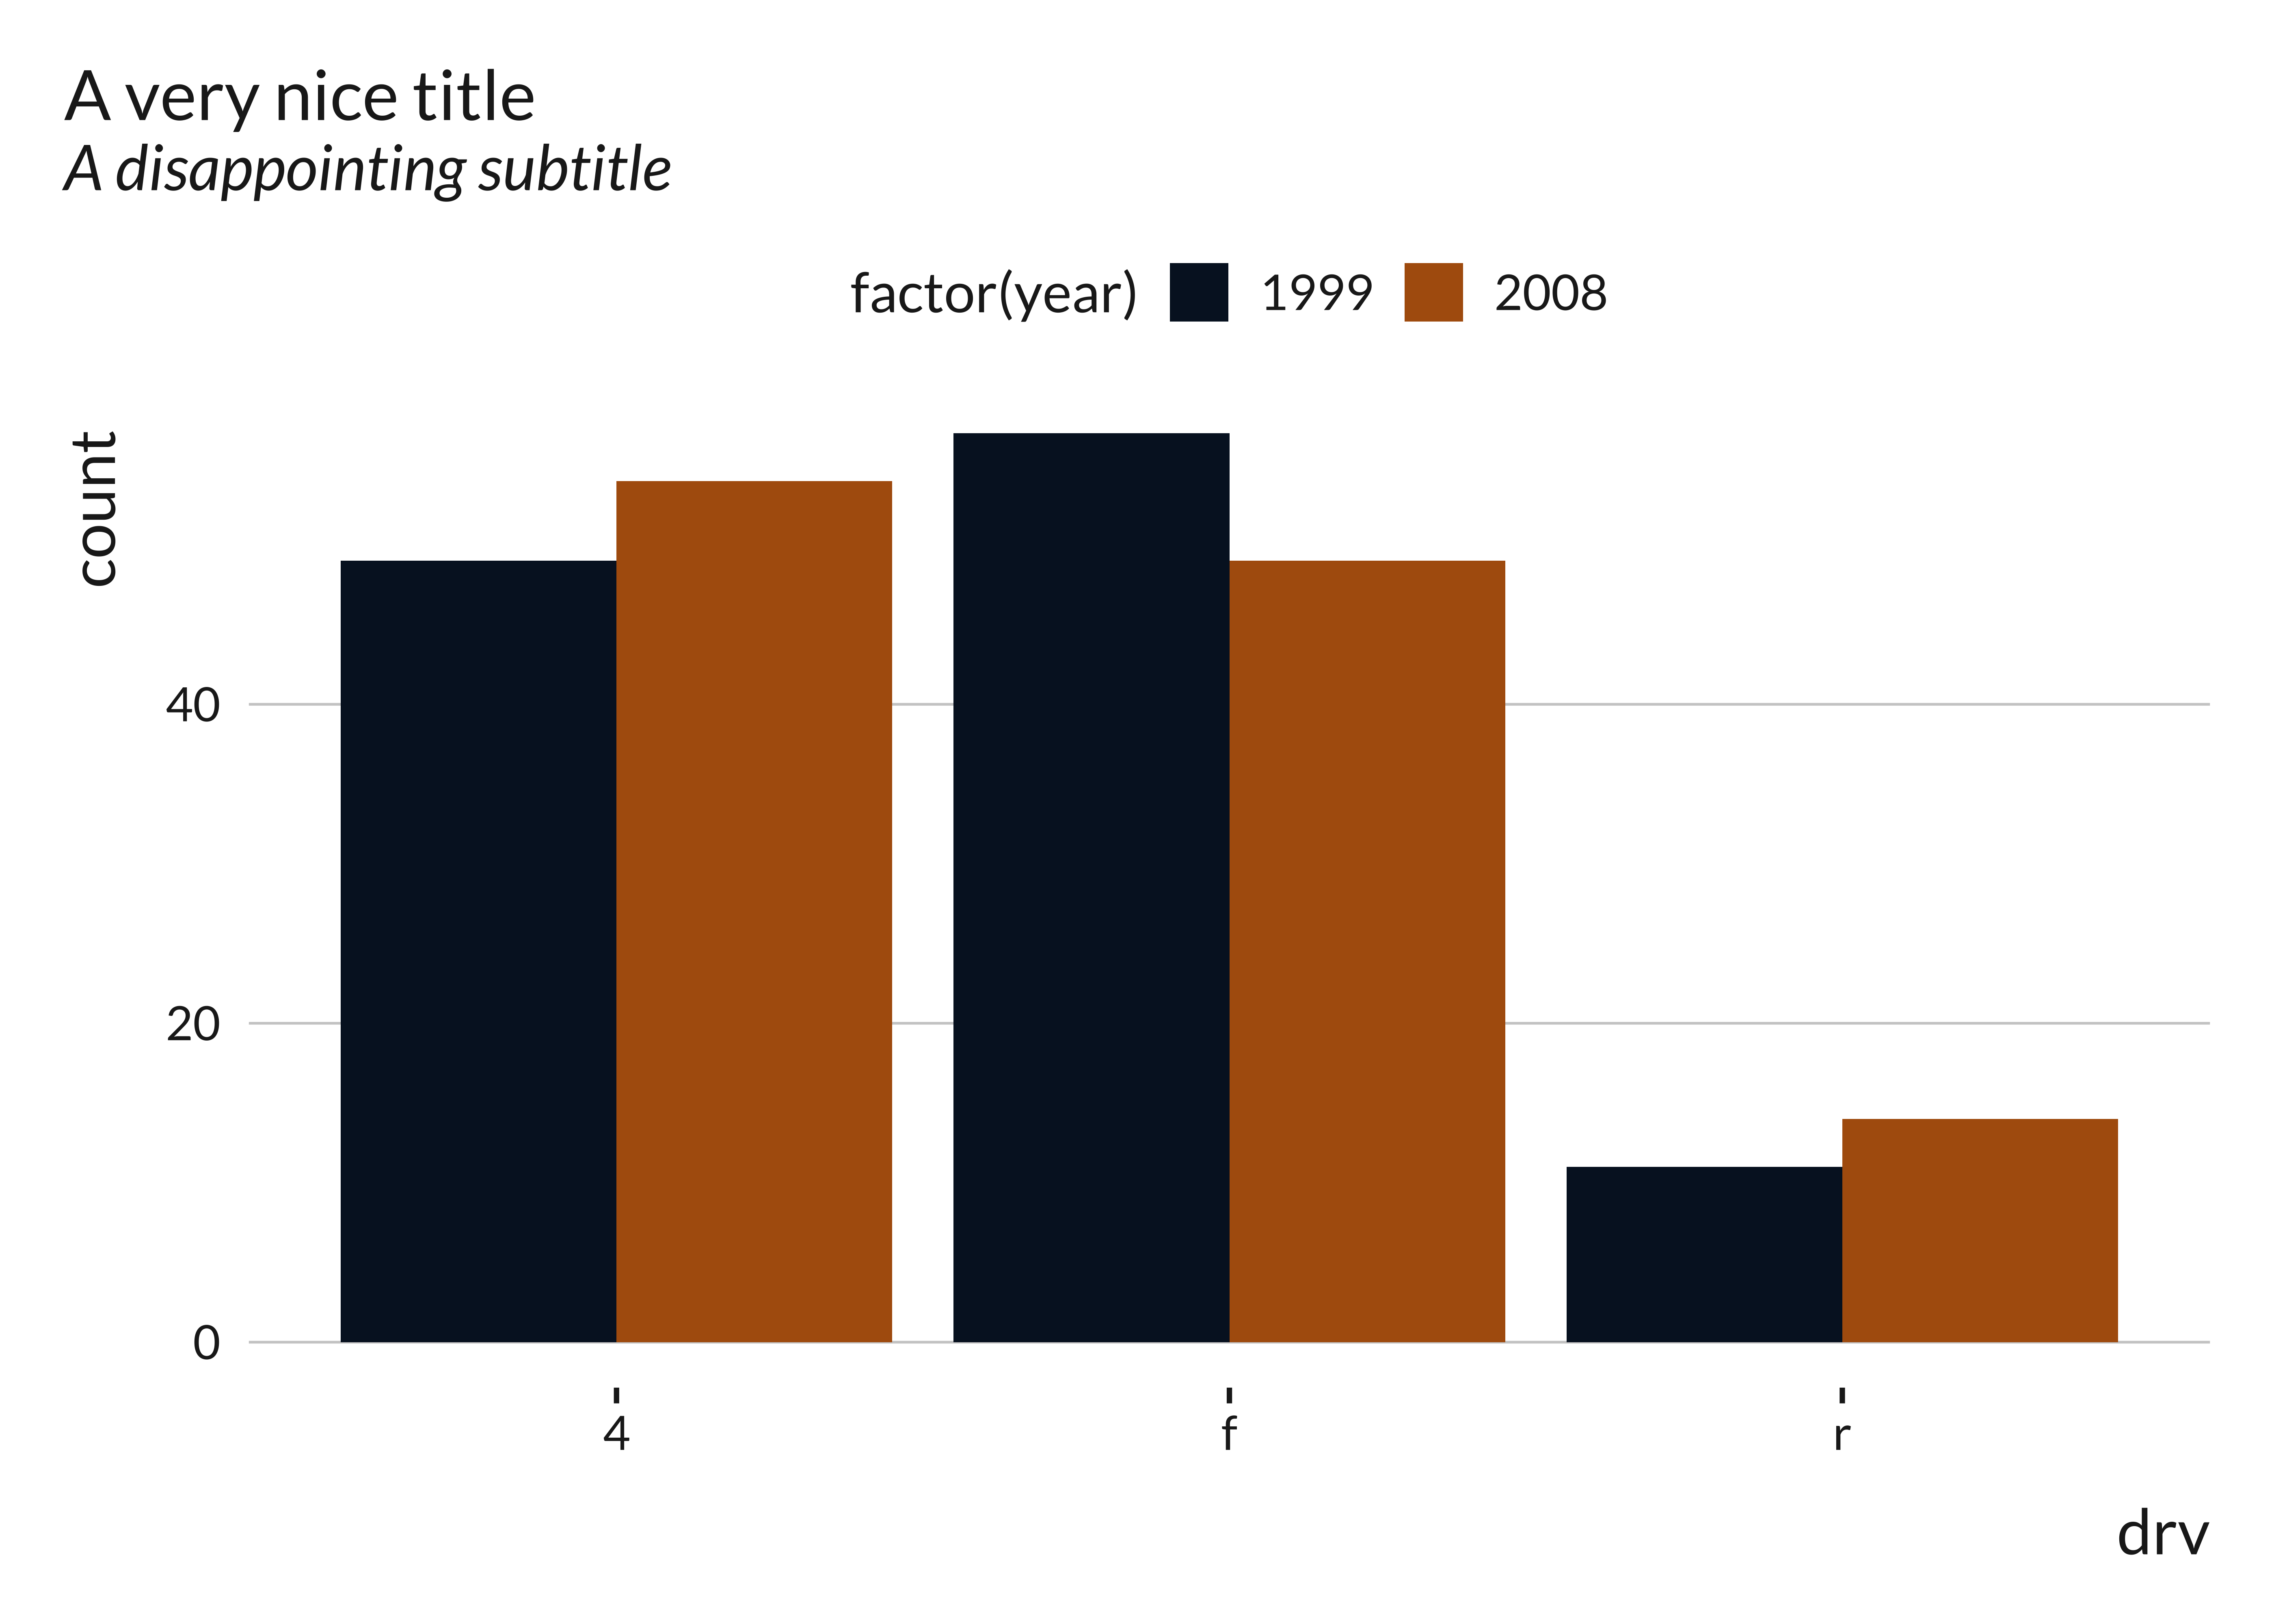 A very nice title
A disappointing subtitle
factor(year) 1999 2008
count
40
20
0
4 f r
drv